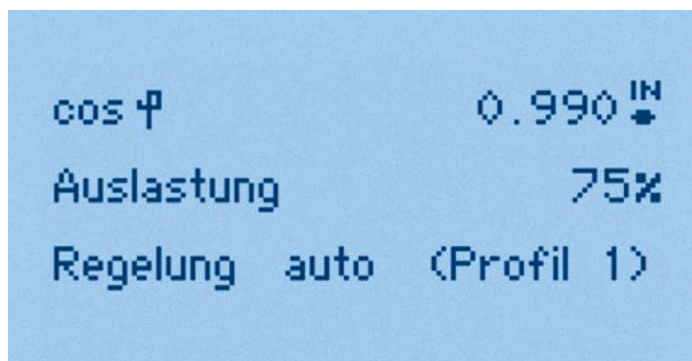 cos φ 0.990 IN
Auslastung 75%
Regelung auto (Profil 1)